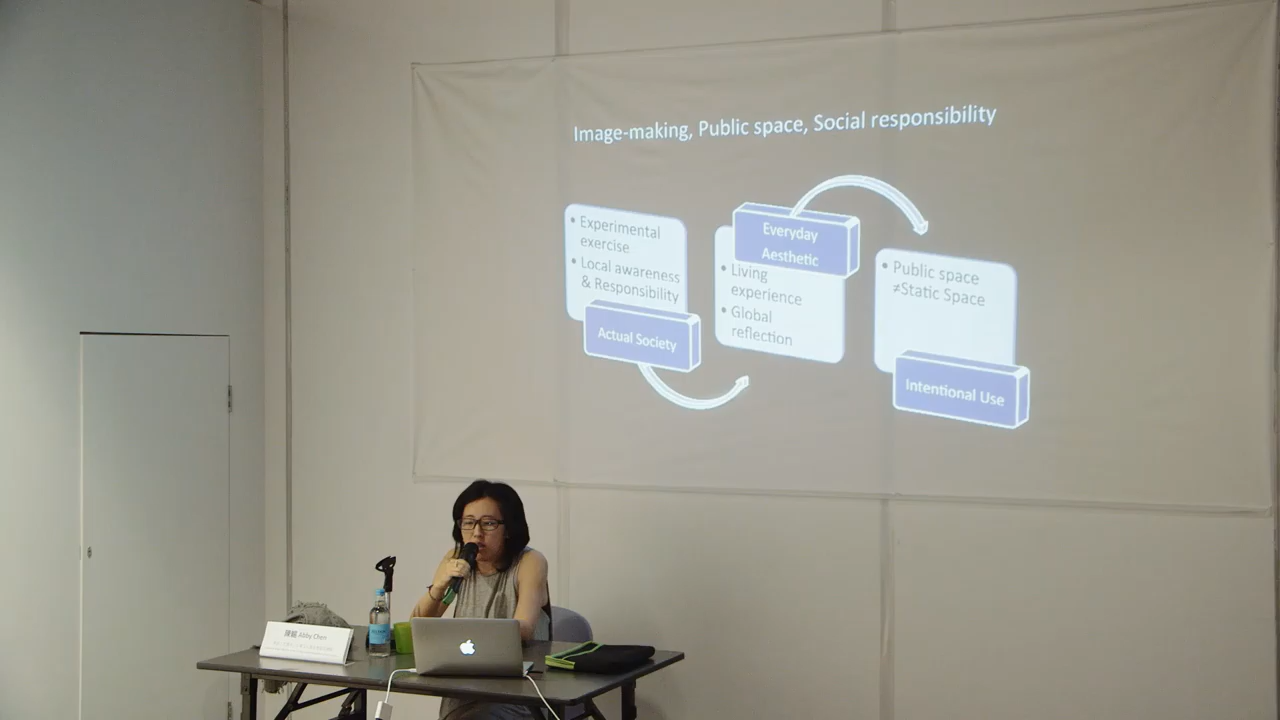 Image-making, Public space, Social responsibility
• Experimental
exercise
• Local awareness
& Responsibility
Actual Society
Everyday
Aesthetic
• Living
experience
• Global
reflection
• Public space
≠Static Space
Intentional Use
Abby Chen